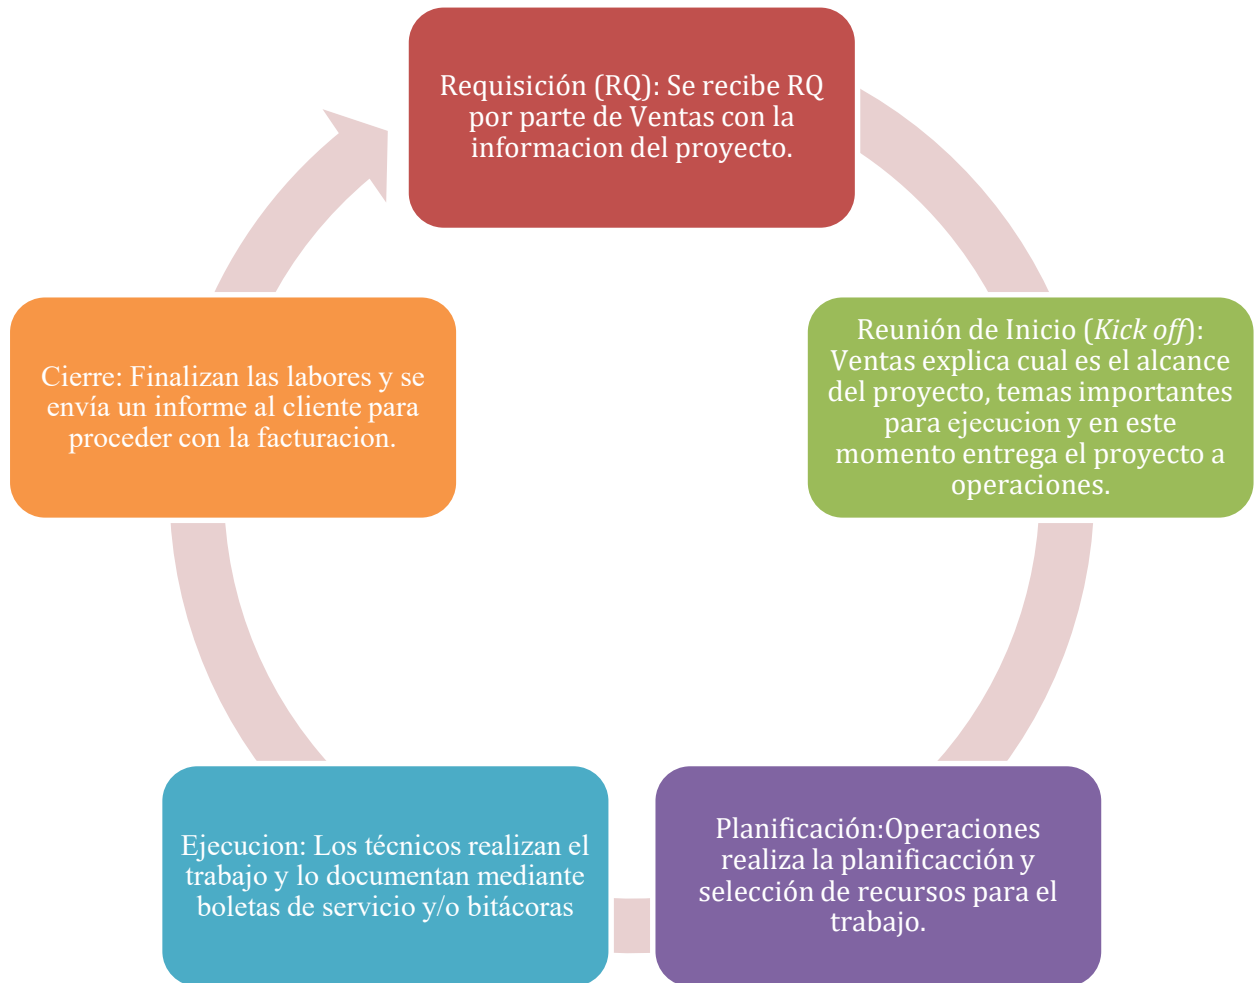 Requisición (RQ): Se recibe RQ
por parte de Ventas con la
informacion del proyecto.
Reunión de Inicio (Kick off):
Ventas explica cual es el alcance
del proyecto, temas importantes
para ejecucion y en este
momento entrega el proyecto a
operaciones.
Planificación:Operaciones
realiza la planificacción y
selección de recursos para el
trabajo.
Ejecucion: Los técnicos realizan el
trabajo y lo documentan mediante
boletas de servicio y/o bitácoras
Cierre: Finalizan las labores y se
envía un informe al cliente para
proceder con la facturacion.